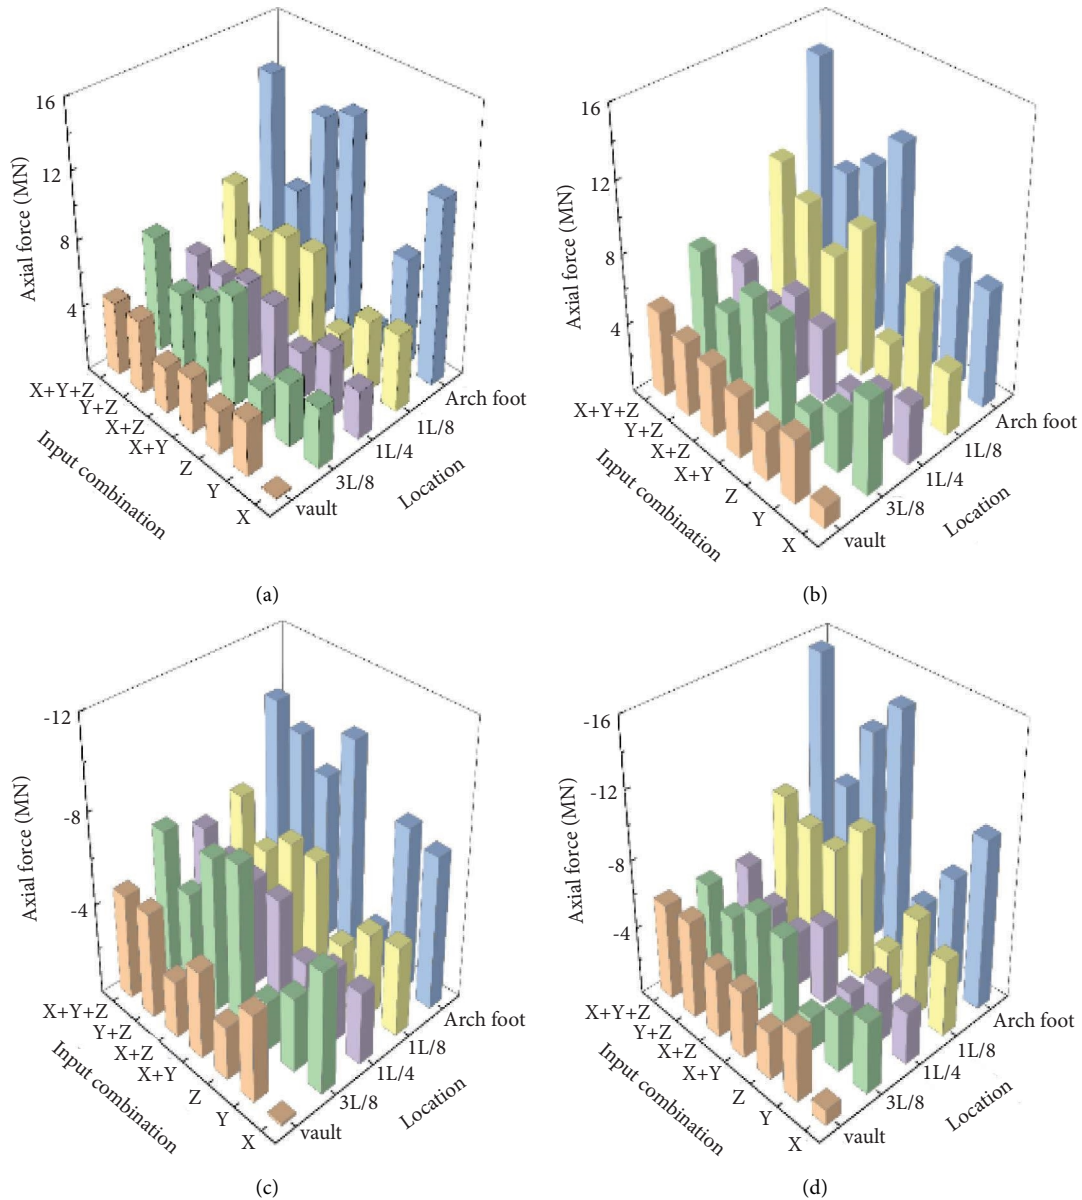 16
12
8
4
Axial force (MN)
X+Y+Z
Y+Z
X+Z
X+Y
Z
Y
X
Input combination
vault
3L/8
1L/4
1L/8
Arch foot
Location
(a)
16
12
8
4
Axial force (MN)
X+Y+Z
Y+Z
X+Z
X+Y
Z
Y
X
Input combination
vault
3L/8
1L/4
1L/8
Arch foot
Location
(b)
-12
-8
-4
Axial force (MN)
X+Y+Z
Y+Z
X+Z
X+Y
Z
Y
X
Input combination
vault
3L/8
1L/4
1L/8
Arch foot
Location
(c)
-16
-12
-8
-4
Axial force (MN)
X+Y+Z
Y+Z
X+Z
X+Y
Z
Y
X
Input combination
vault
3L/8
1L/4
1L/8
Arch foot
Location
(d)